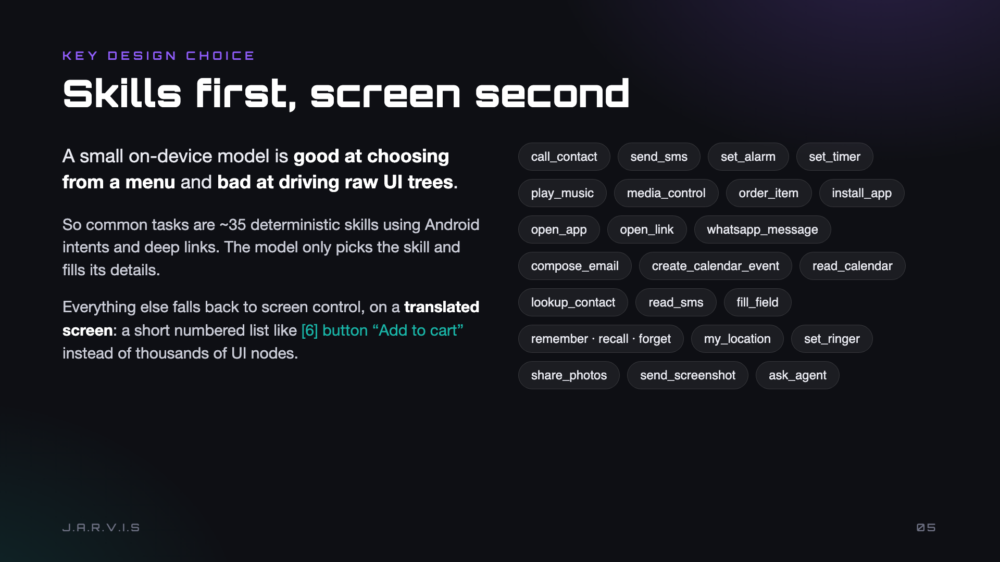 KEY DESIGN CHOICE
Skills first, screen second
A small on-device model is good at choosing
from a menu and bad at driving raw UI trees.
So common tasks are ~35 deterministic skills using Android
intents and deep links. The model only picks the skill and
fills its details.
Everything else falls back to screen control, on a translated
screen: a short numbered list like [6] button “Add to cart”
instead of thousands of UI nodes.
call_contact send_sms set_alarm set_timer
play_music media_control order_item install_app
open_app open_link whatsapp_message
compose_email create_calendar_event read_calendar
lookup_contact read_sms fill_field
remember · recall · forget my_location set_ringer
share_photos send_screenshot ask_agent
J.A.R.V.I.S
05